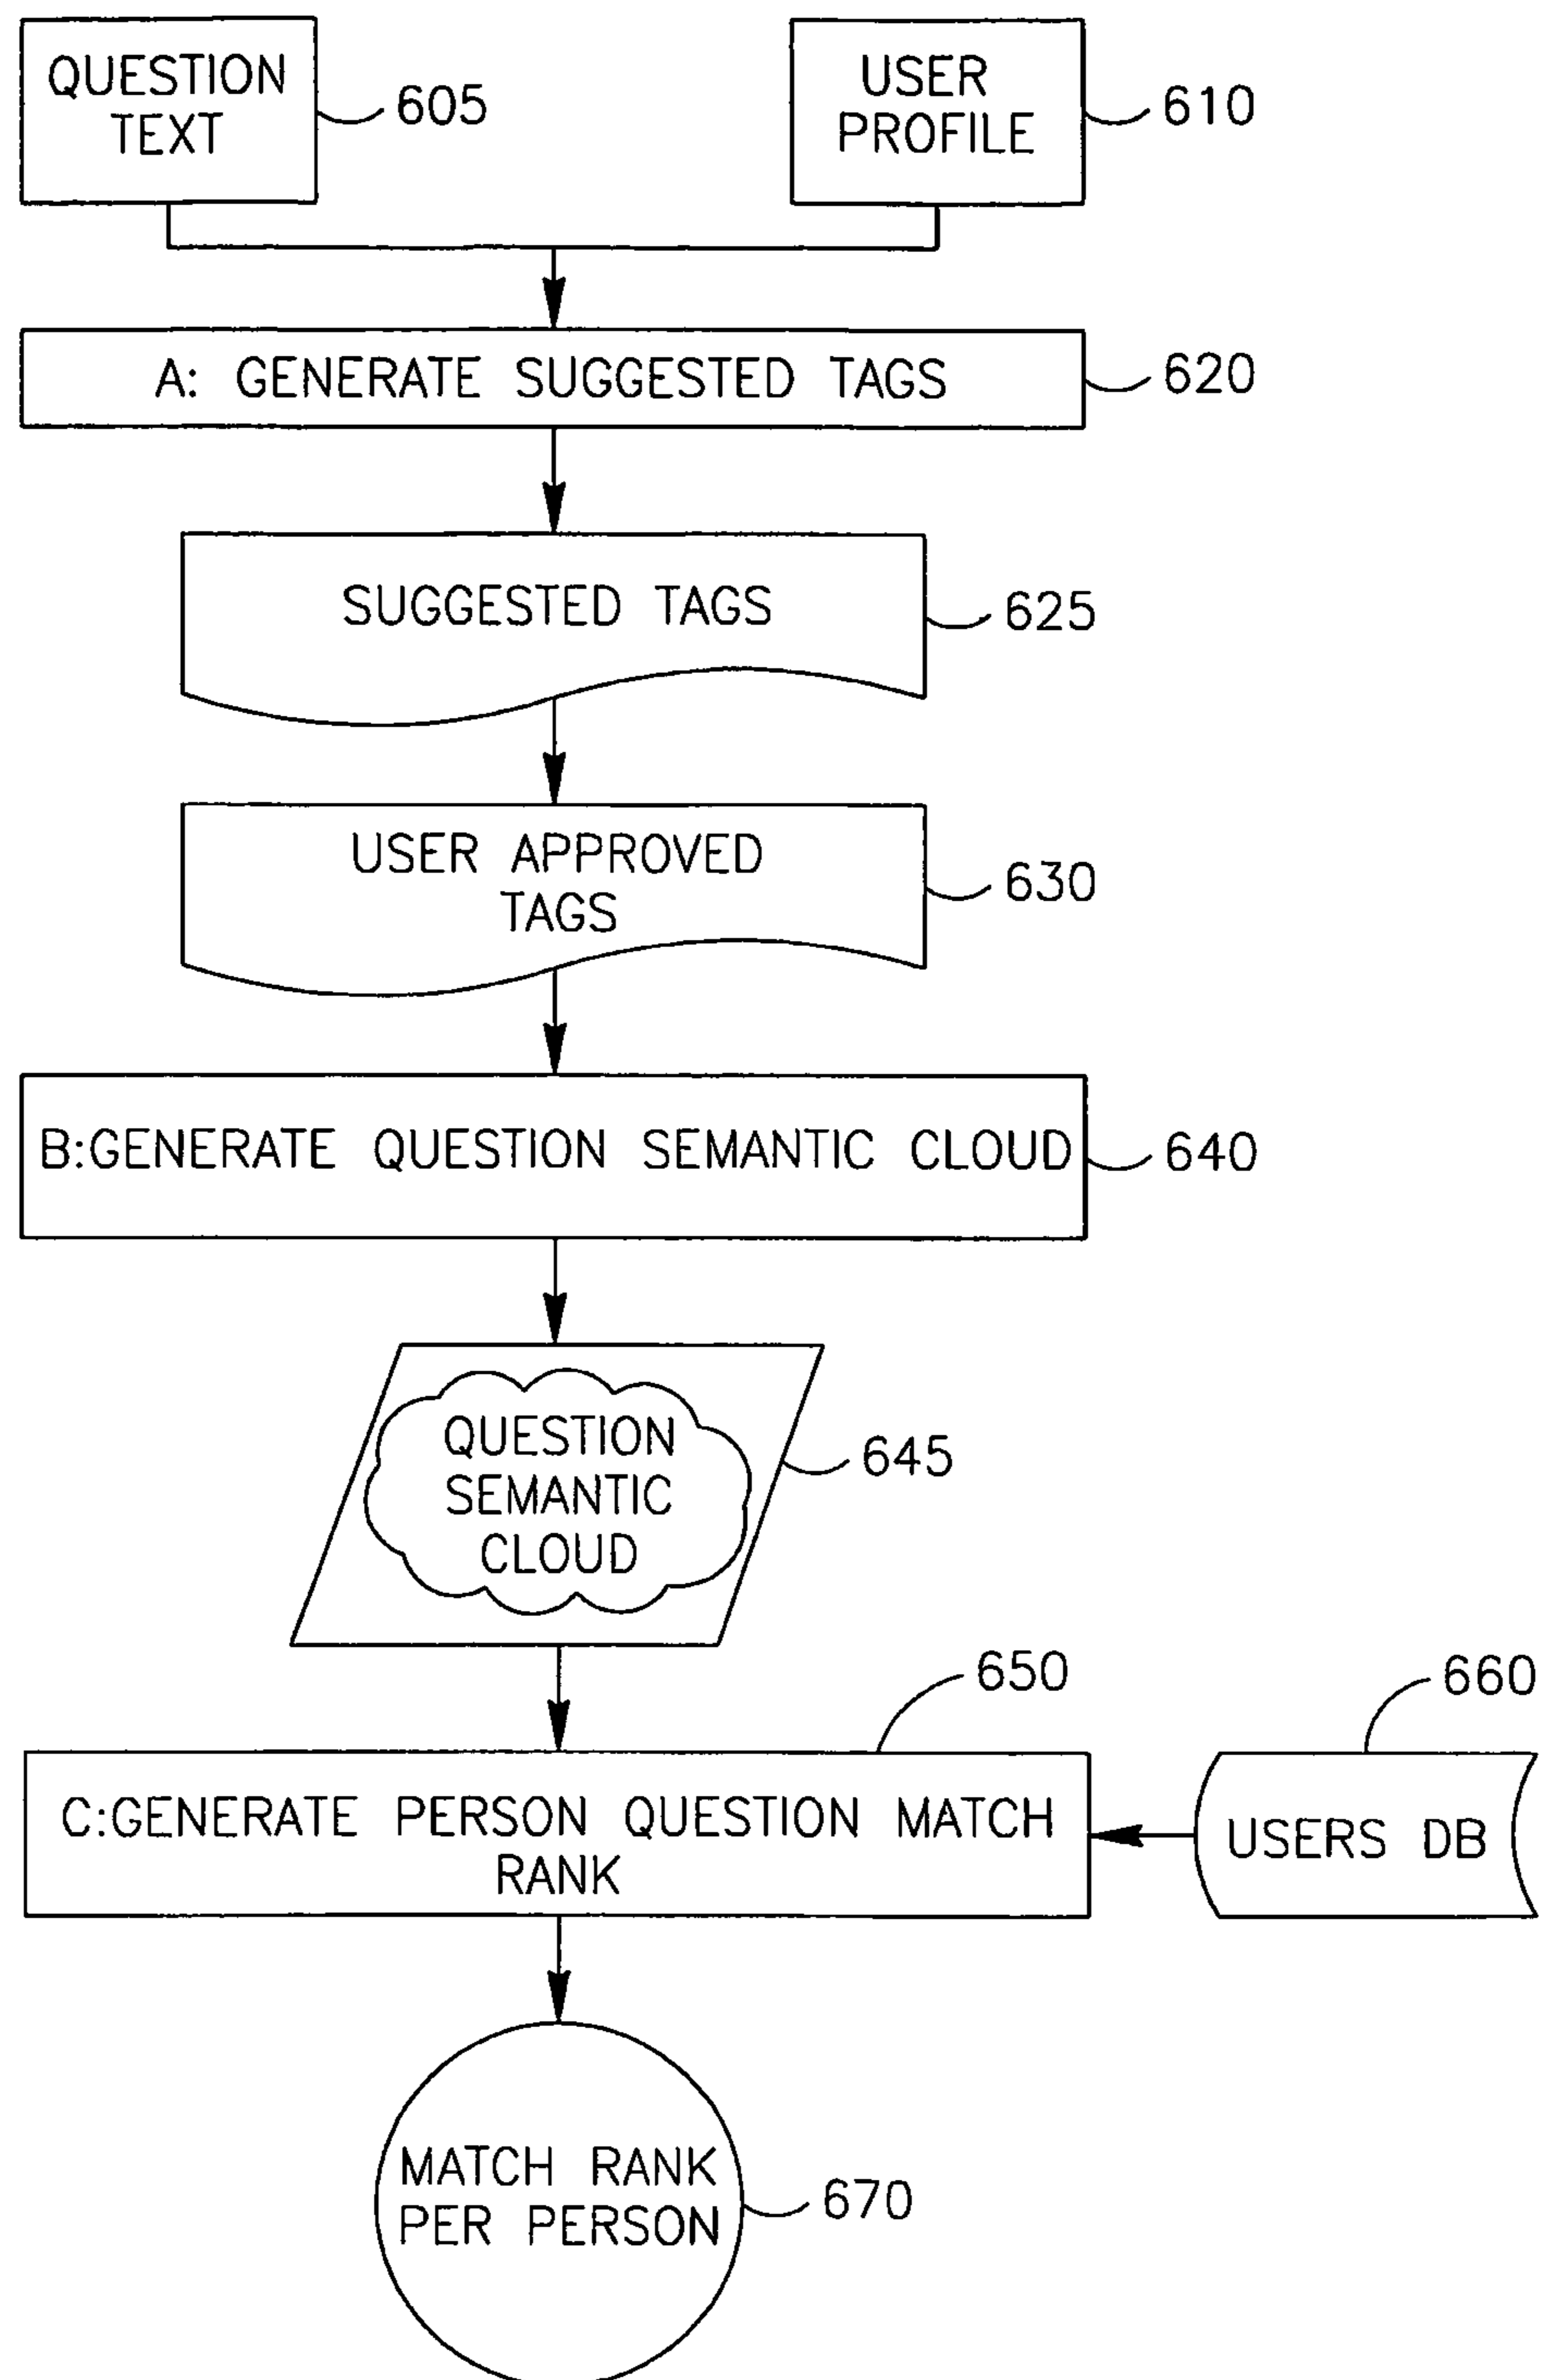 QUESTION
TEXT
605
USER
PROFILE
610
A: GENERATE SUGGESTED TAGS
620
SUGGESTED TAGS
625
USER APPROVED
TAGS
630
B:GENERATE QUESTION SEMANTIC CLOUD
640
QUESTION
SEMANTIC
CLOUD
645
650
660
C:GENERATE PERSON QUESTION MATCH
RANK
USERS DB
MATCH RANK
PER PERSON
670